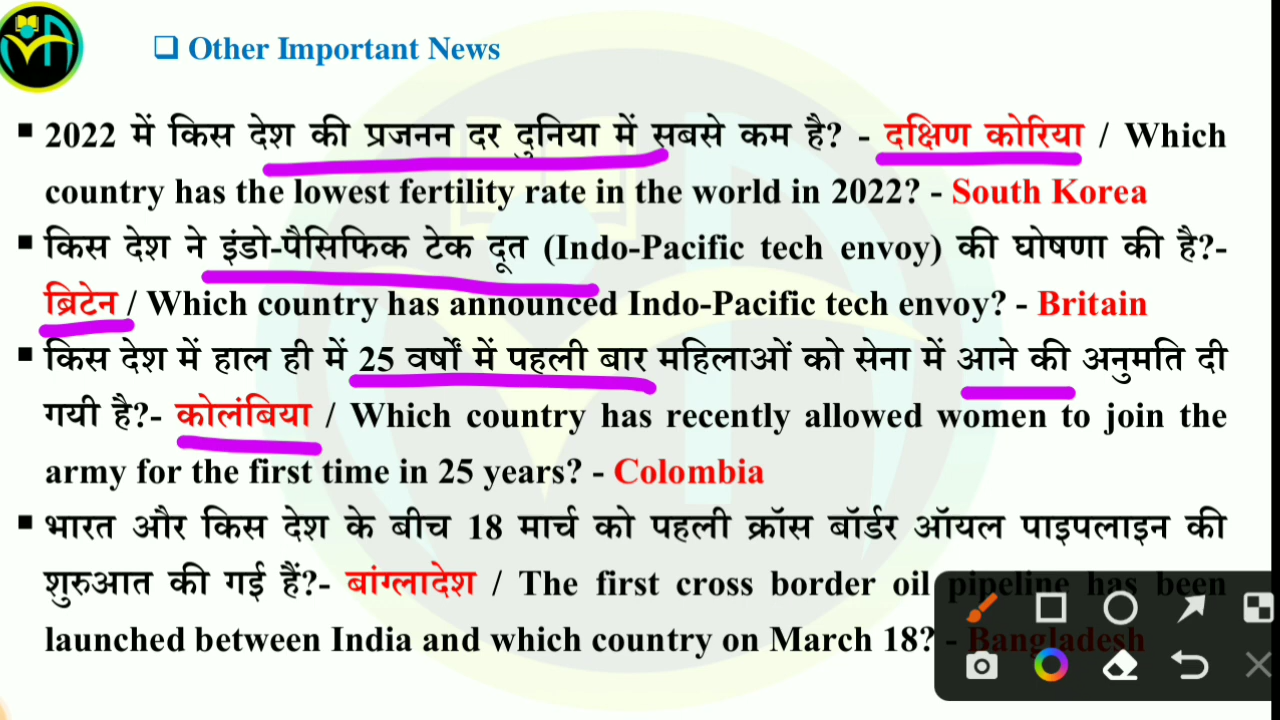 ❑ Other Important News
▪ 2022 में किस देश की प्रजनन दर दुनिया में सबसे कम है? - दक्षिण कोरिया / Which
country has the lowest fertility rate in the world in 2022? - South Korea
▪ किस देश ने इंडो-पैसिफिक टेक दूत (Indo-Pacific tech envoy) की घोषणा की है?-
ब्रिटेन / Which country has announced Indo-Pacific tech envoy? - Britain
▪ किस देश में हाल ही में 25 वर्षों में पहली बार महिलाओं को सेना में आने की अनुमति दी
गयी है?- कोलंबिया / Which country has recently allowed women to join the
army for the first time in 25 years? - Colombia
▪ भारत और किस देश के बीच 18 मार्च को पहली क्रॉस बॉर्डर ऑयल पाइपलाइन की
शुरुआत की गई हैं?- बांग्लादेश / The first cross border oil pipeline has been
launched between India and which country on March 18? - Bangladesh